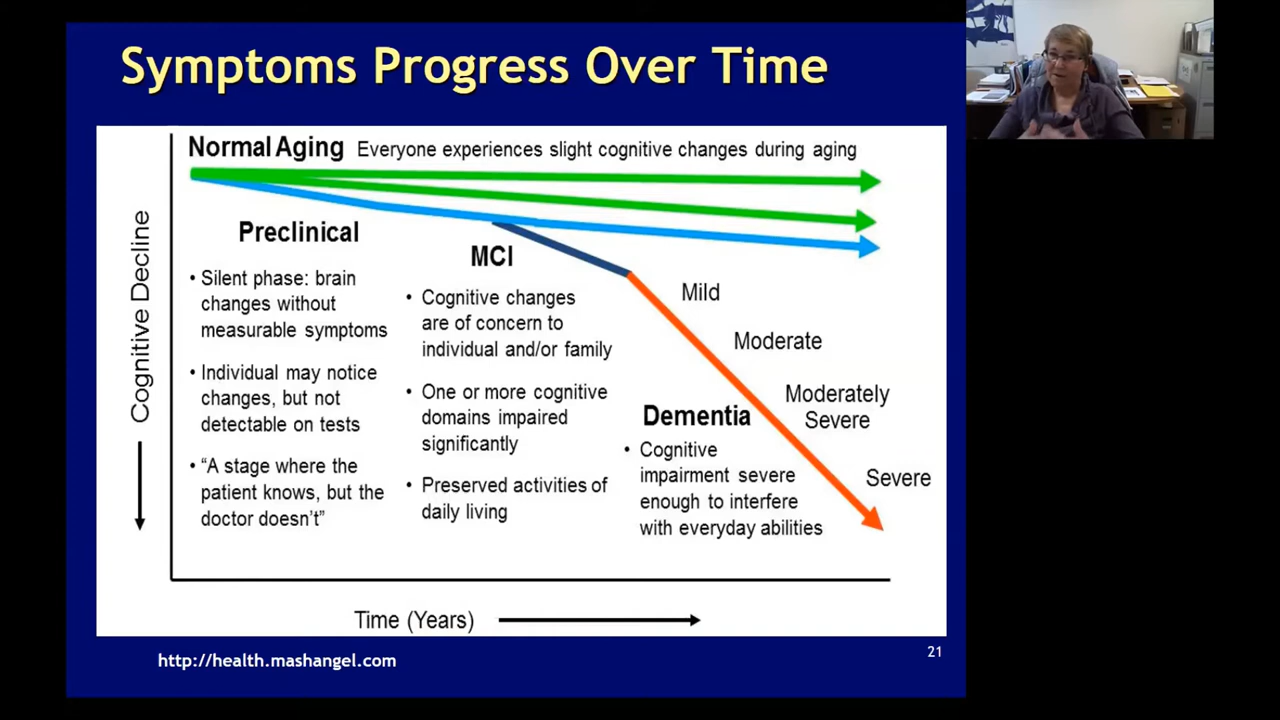 Symptoms Progress Over Time
Normal Aging Everyone experiences slight cognitive changes during aging
Cognitive Decline
Preclinical
• Silent phase: brain
changes without
measurable symptoms
• Individual may notice
changes, but not
detectable on tests
• “A stage where the
patient knows, but the
doctor doesn’t”
MCI
• Cognitive changes
are of concern to
individual and/or family
• One or more cognitive
domains impaired
significantly
• Preserved activities of
daily living
Mild
Moderate
Moderately
Severe
Severe
Dementia
• Cognitive
impairment severe
enough to interfere
with everyday abilities
Time (Years)
http://health.mashangel.com
21